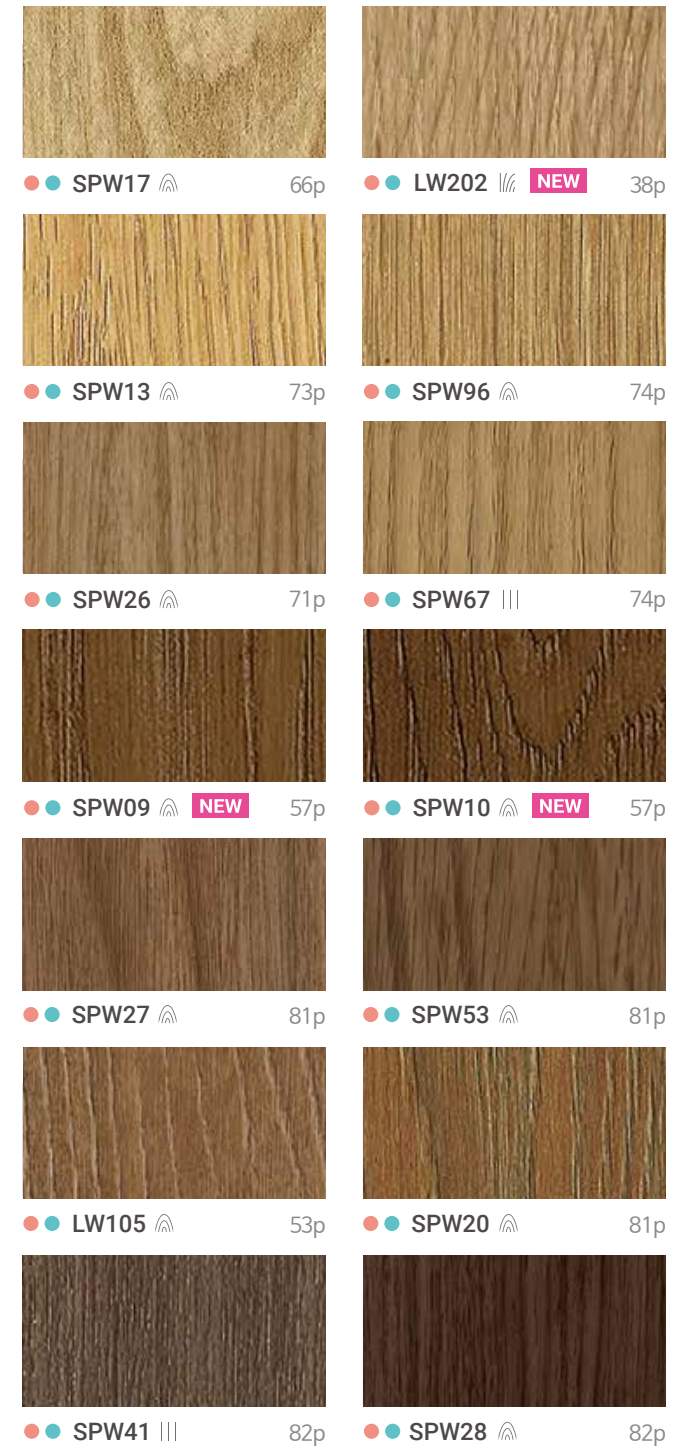 SPW17 66p
LW202 NEW 38p
SPW13 73p
SPW96 74p
SPW26 71p
SPW67 74p
SPW09 NEW 57p
SPW10 NEW 57p
SPW27 81p
SPW53 81p
LW105 53p
SPW20 81p
SPW41 82p
SPW28 82p